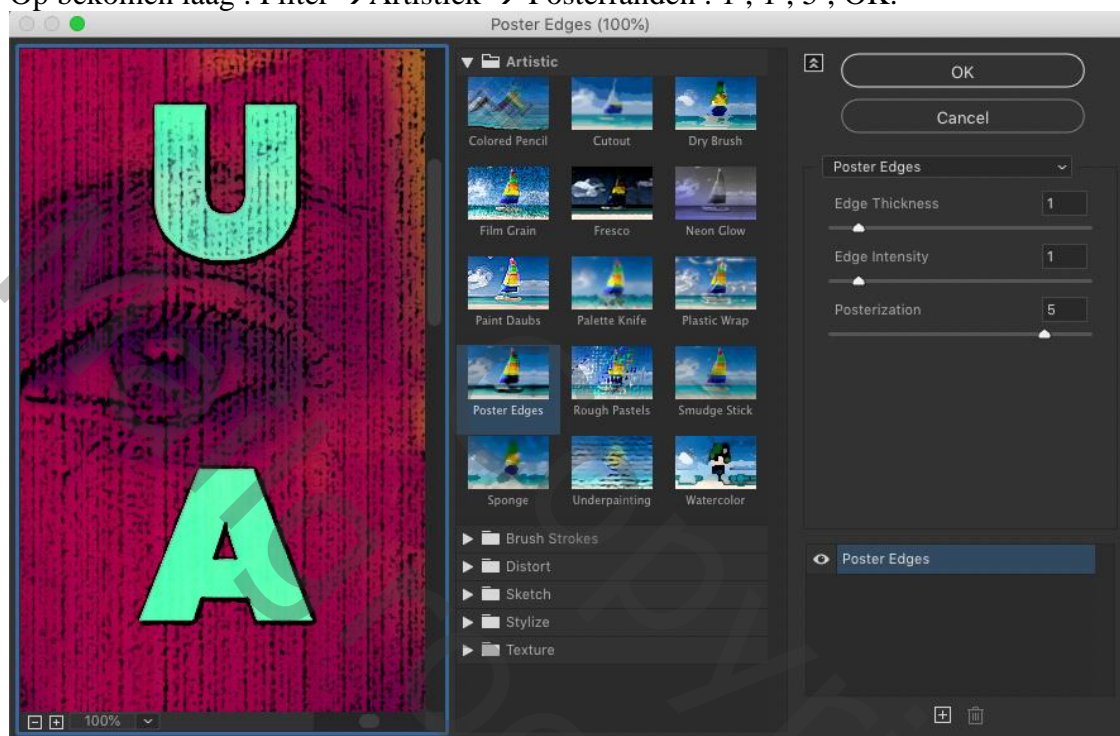 Op bekomen laag : Filter → Artistiek → Posterranden : 1 ; 1 ; 5 ; OK.
Poster Edges (100%)
U
A
100%
Artistic
Colored Pencil Cutout Dry Brush
Film Grain Fresco Neon Glow
Paint Daubs Palette Knife Plastic Wrap
Poster Edges Rough Pastels Smudge Stick
Sponge Underpainting Watercolor
Brush Strokes
Distort
Sketch
Stylize
Texture
OK
Cancel
Poster Edges
Edge Thickness 1
Edge Intensity 1
Posterization 5
Poster Edges